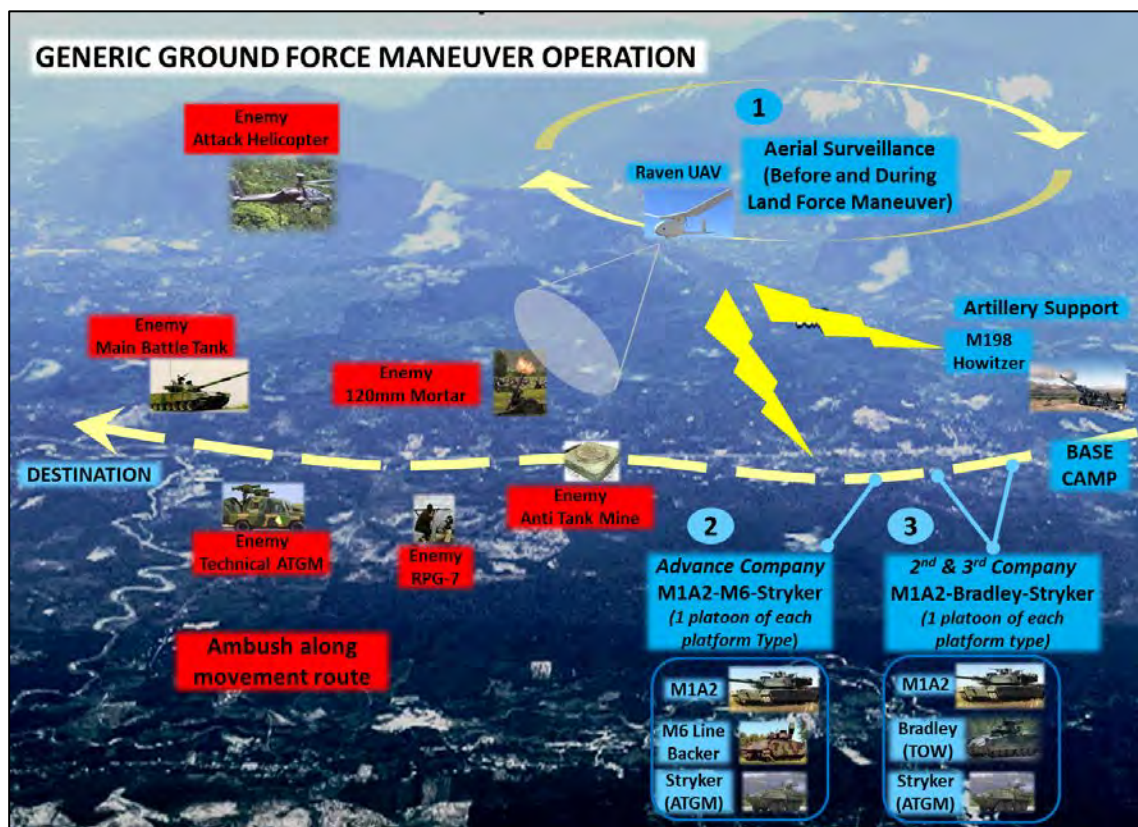 GENERIC GROUND FORCE MANEUVER OPERATION
1
Enemy
Attack Helicopter
Raven UAV
Aerial Surveillance
(Before and During
Land Force Maneuver)
Artillery Support
M198
Howitzer
Enemy
Main Battle Tank
Enemy
120mm Mortar
DESTINATION
BASE
CAMP
Enemy
Anti Tank Mine
Enemy
Technical ATGM
Enemy
RPG-7
2
Advance Company
M1A2-M6-Stryker
(1 platoon of each
platform Type)
3
2nd & 3rd Company
M1A2-Bradley-Stryker
(1 platoon of each
platform type)
Ambush along
movement route
M1A2
M6 Line
Backer
Stryker
(ATGM)
M1A2
Bradley
(TOW)
Stryker
(ATGM)